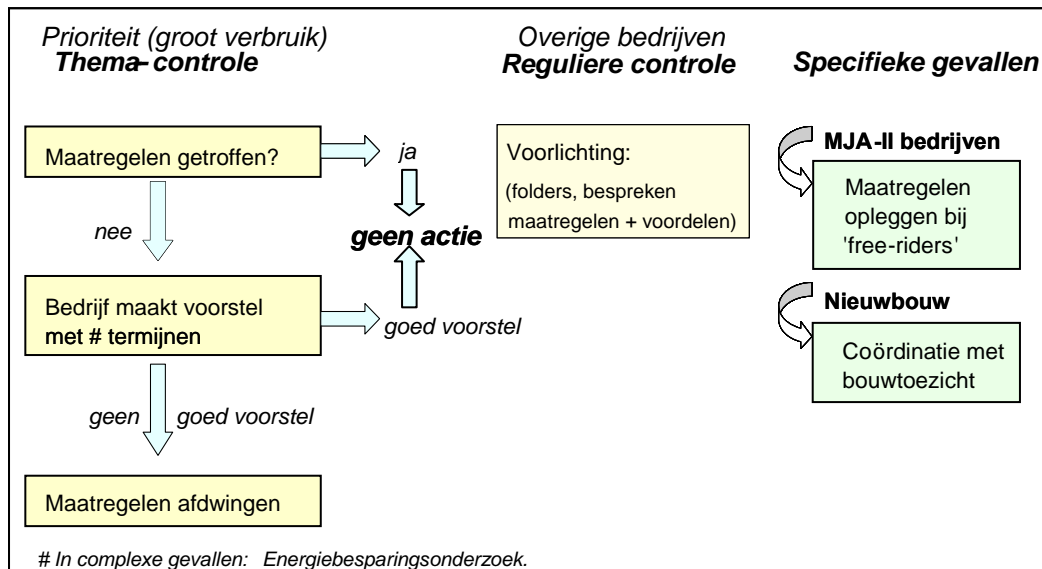 Prioriteit (groot verbruik)
Thema-controle
Maatregelen getroffen?
ja
nee
geen actie
Bedrijf maakt voorstel
met # termijnen
goed voorstel
geen goed voorstel
Maatregelen afdwingen
# In complexe gevallen: Energiebesparingsonderzoek.
Overige bedrijven
Reguliere controle
Voorlichting:
(folders, bespreken
maatregelen + voordelen)
Specifieke gevallen
MJA-II bedrijven
Maatregelen
opleggen bij
'free-riders'
Nieuwbouw
Coördinatie met
bouwtoezicht